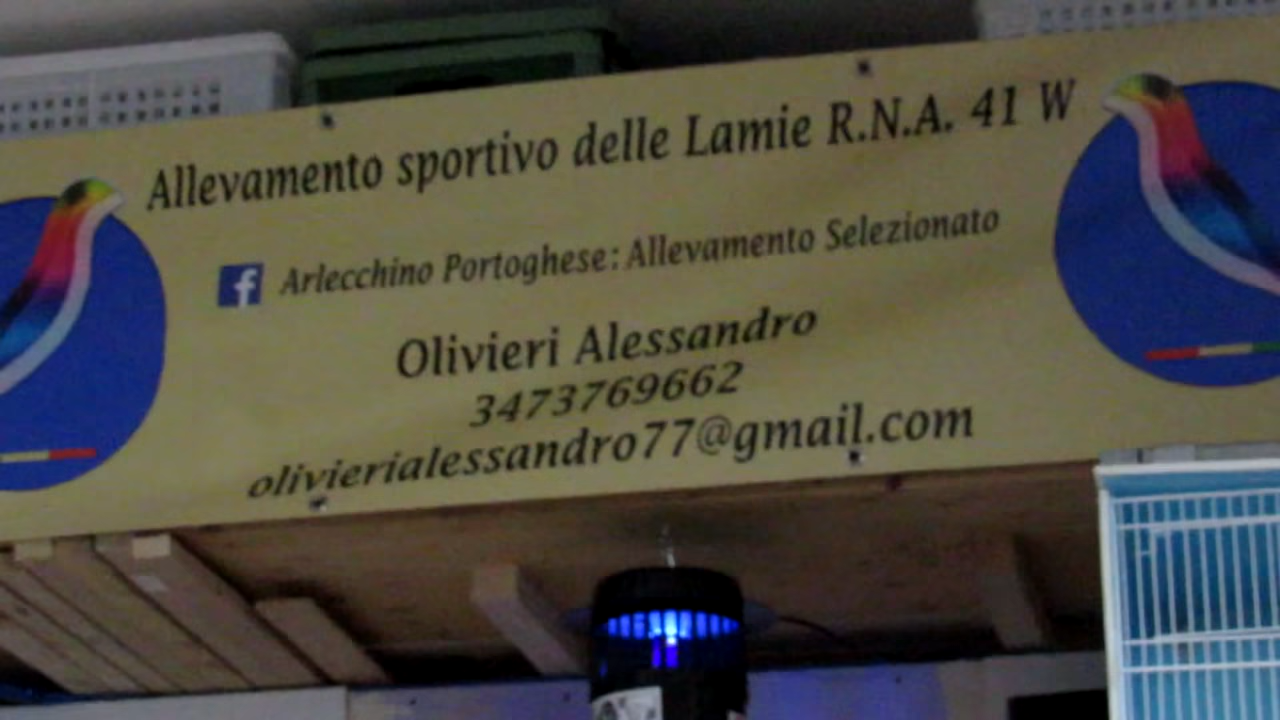 Allevamento sportivo delle Lamie R.N.A. 41 W
f Arlecchino Portoghese: Allevamento Selezionato
Olivieri Alessandro
3473769662
olivierialessandro77@gmail.com